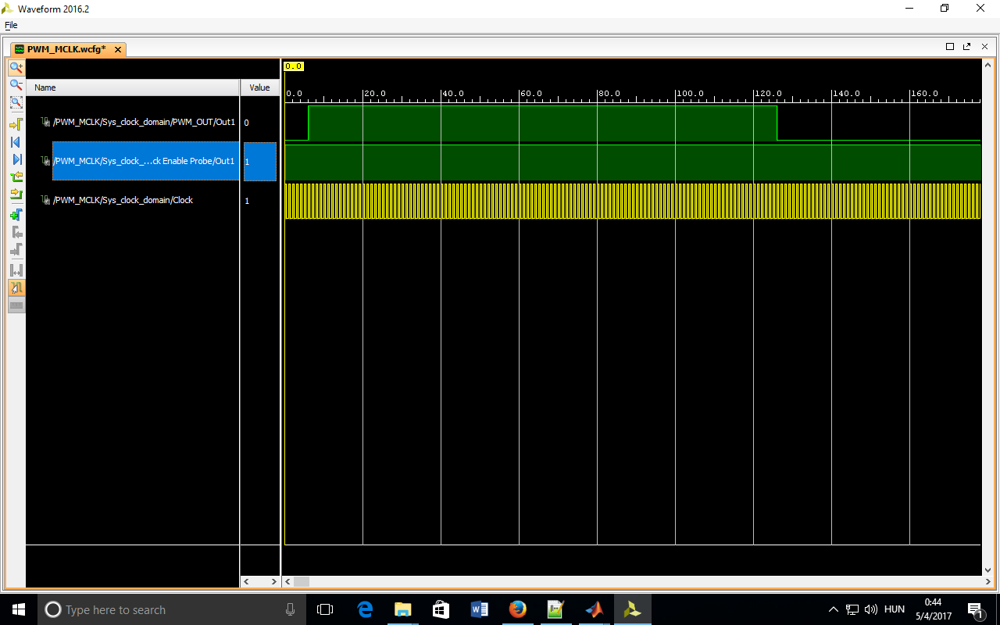 Waveform 2016.2
File
PWM_MCLK.wcfg*
0.0
Name Value
0.0 20.0 40.0 60.0 80.0 100.0 120.0 140.0 160.0
/PWM_MCLK/Sys_clock_domain/PWM_OUT/Out1 0
/PWM_MCLK/Sys_clock_...ck Enable Probe/Out1 1
/PWM_MCLK/Sys_clock_domain/Clock 1
Type here to search
HUN
0:44
5/4/2017
1